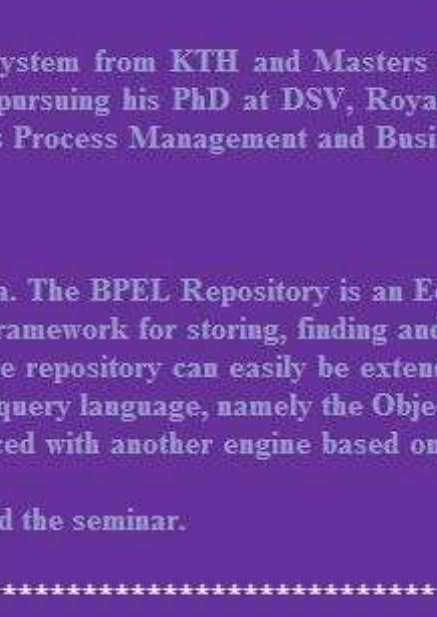 ystem from KTH and Masters
pursuing his PhD at DSV, Roya
s Process Management and Busi
a. The BPEL Repository is an Ec
ramework for storing, finding and
e repository can easily be extend
query language, namely the Obje
ced with another engine based on
d the seminar.
****************************